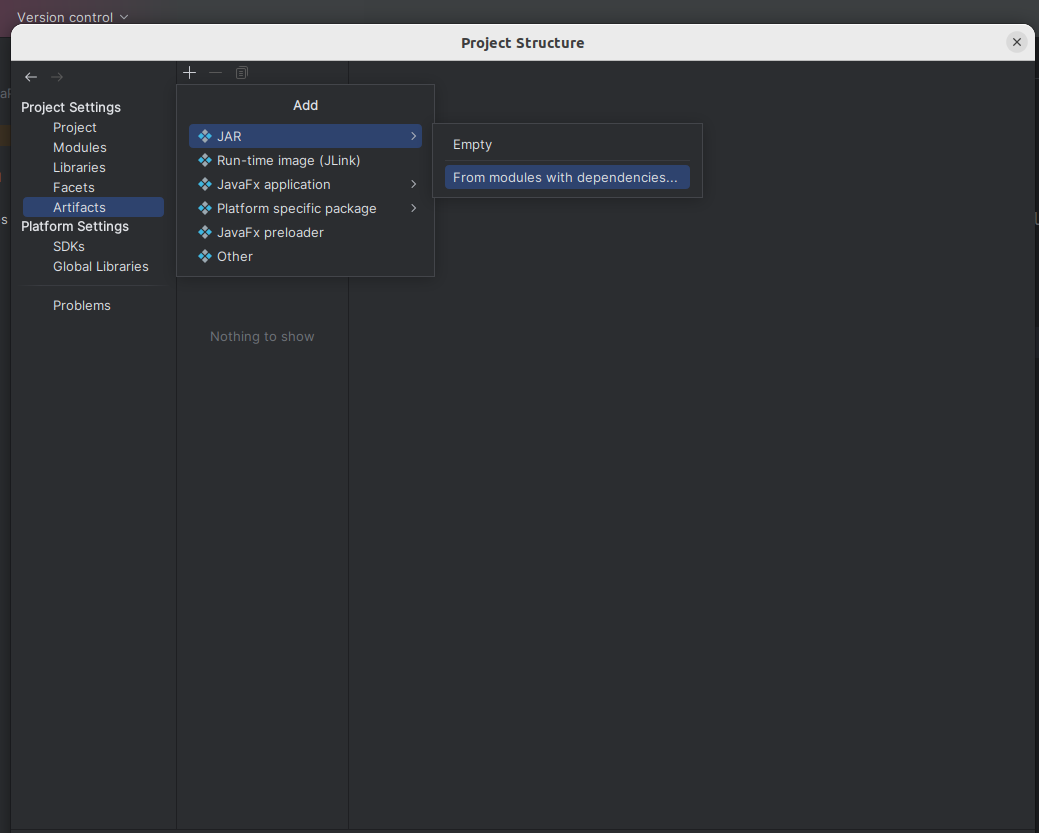 Version control
Project Structure
Project Settings
Project
Modules
Libraries
Facets
Artifacts
Platform Settings
SDKs
Global Libraries
Problems
Add
JAR
Run-time image (JLink)
JavaFx application
Platform specific package
JavaFx preloader
Other
Empty
From modules with dependencies...
Nothing to show